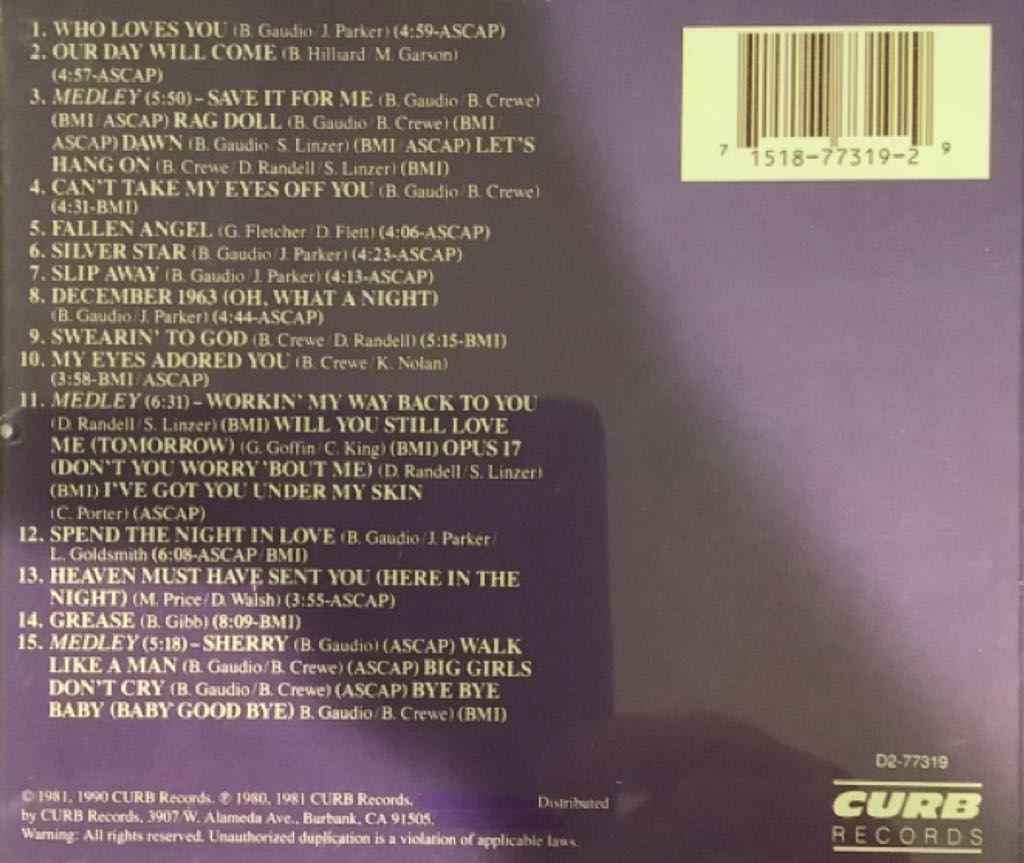 1. WHO LOVES YOU (B. Gaudio/J. Parker) (4:59-ASCAP)
2. OUR DAY WILL COME (B. Hilliard/M. Garson)
(4:57-ASCAP)
3. MEDLEY (5:50)–SAVE IT FOR ME (B. Gaudio/B. Crewe)
(BMI/ASCAP) RAG DOLL (B. Gaudio/B. Crewe) (BMI/
ASCAP) DAWN (B. Gaudio/S. Linzer) (BMI/ASCAP) LET'S
HANG ON (B. Crewe/D. Randell/S. Linzer) (BMI)
4. CAN'T TAKE MY EYES OFF YOU (B. Gaudio/B. Crewe)
(4:31-BMI)
5. FALLEN ANGEL (G. Fletcher/D. Flett) (4:06-ASCAP)
6. SILVER STAR (B. Gaudio/J. Parker) (4:23-ASCAP)
7. SLIP AWAY (B. Gaudio/J. Parker) (4:13-ASCAP)
8. DECEMBER 1963 (OH, WHAT A NIGHT)
(B. Gaudio/J. Parker) (4:44-ASCAP)
9. SWEARIN' TO GOD (B. Crewe/D. Randell) (5:15-BMI)
10. MY EYES ADORED YOU (B. Crewe/K. Nolan)
(3:58-BMI/ASCAP)
11. MEDLEY (6:31)–WORKIN' MY WAY BACK TO YOU
(D. Randell/S. Linzer) (BMI) WILL YOU STILL LOVE
ME (TOMORROW) (G. Goffin/C. King) (BMI) OPUS 17
(DON'T YOU WORRY 'BOUT ME) (D. Randell/S. Linzer)
(BMI) I'VE GOT YOU UNDER MY SKIN
(C. Porter) (ASCAP)
12. SPEND THE NIGHT IN LOVE (B. Gaudio/J. Parker/
L. Goldsmith (6:08-ASCAP/BMI)
13. HEAVEN MUST HAVE SENT YOU (HERE IN THE
NIGHT) (M. Price/D. Walsh) (3:55-ASCAP)
14. GREASE (B. Gibb) (8:09-BMI)
15. MEDLEY (5:18)–SHERRY (B. Gaudio) (ASCAP) WALK
LIKE A MAN (B. Gaudio/B. Crewe) (ASCAP) BIG GIRLS
DON'T CRY (B. Gaudio/B. Crewe) (ASCAP) BYE BYE
BABY (BABY GOOD BYE) B. Gaudio/B. Crewe) (BMI)
7 1518-77319-2 9
D2-77319
CURB
RECORDS
© 1981, 1990 CURB Records. ℗ 1980, 1981 CURB Records. Distributed
by CURB Records, 3907 W. Alameda Ave., Burbank, CA 91505.
Warning: All rights reserved. Unauthorized duplication is a violation of applicable laws.